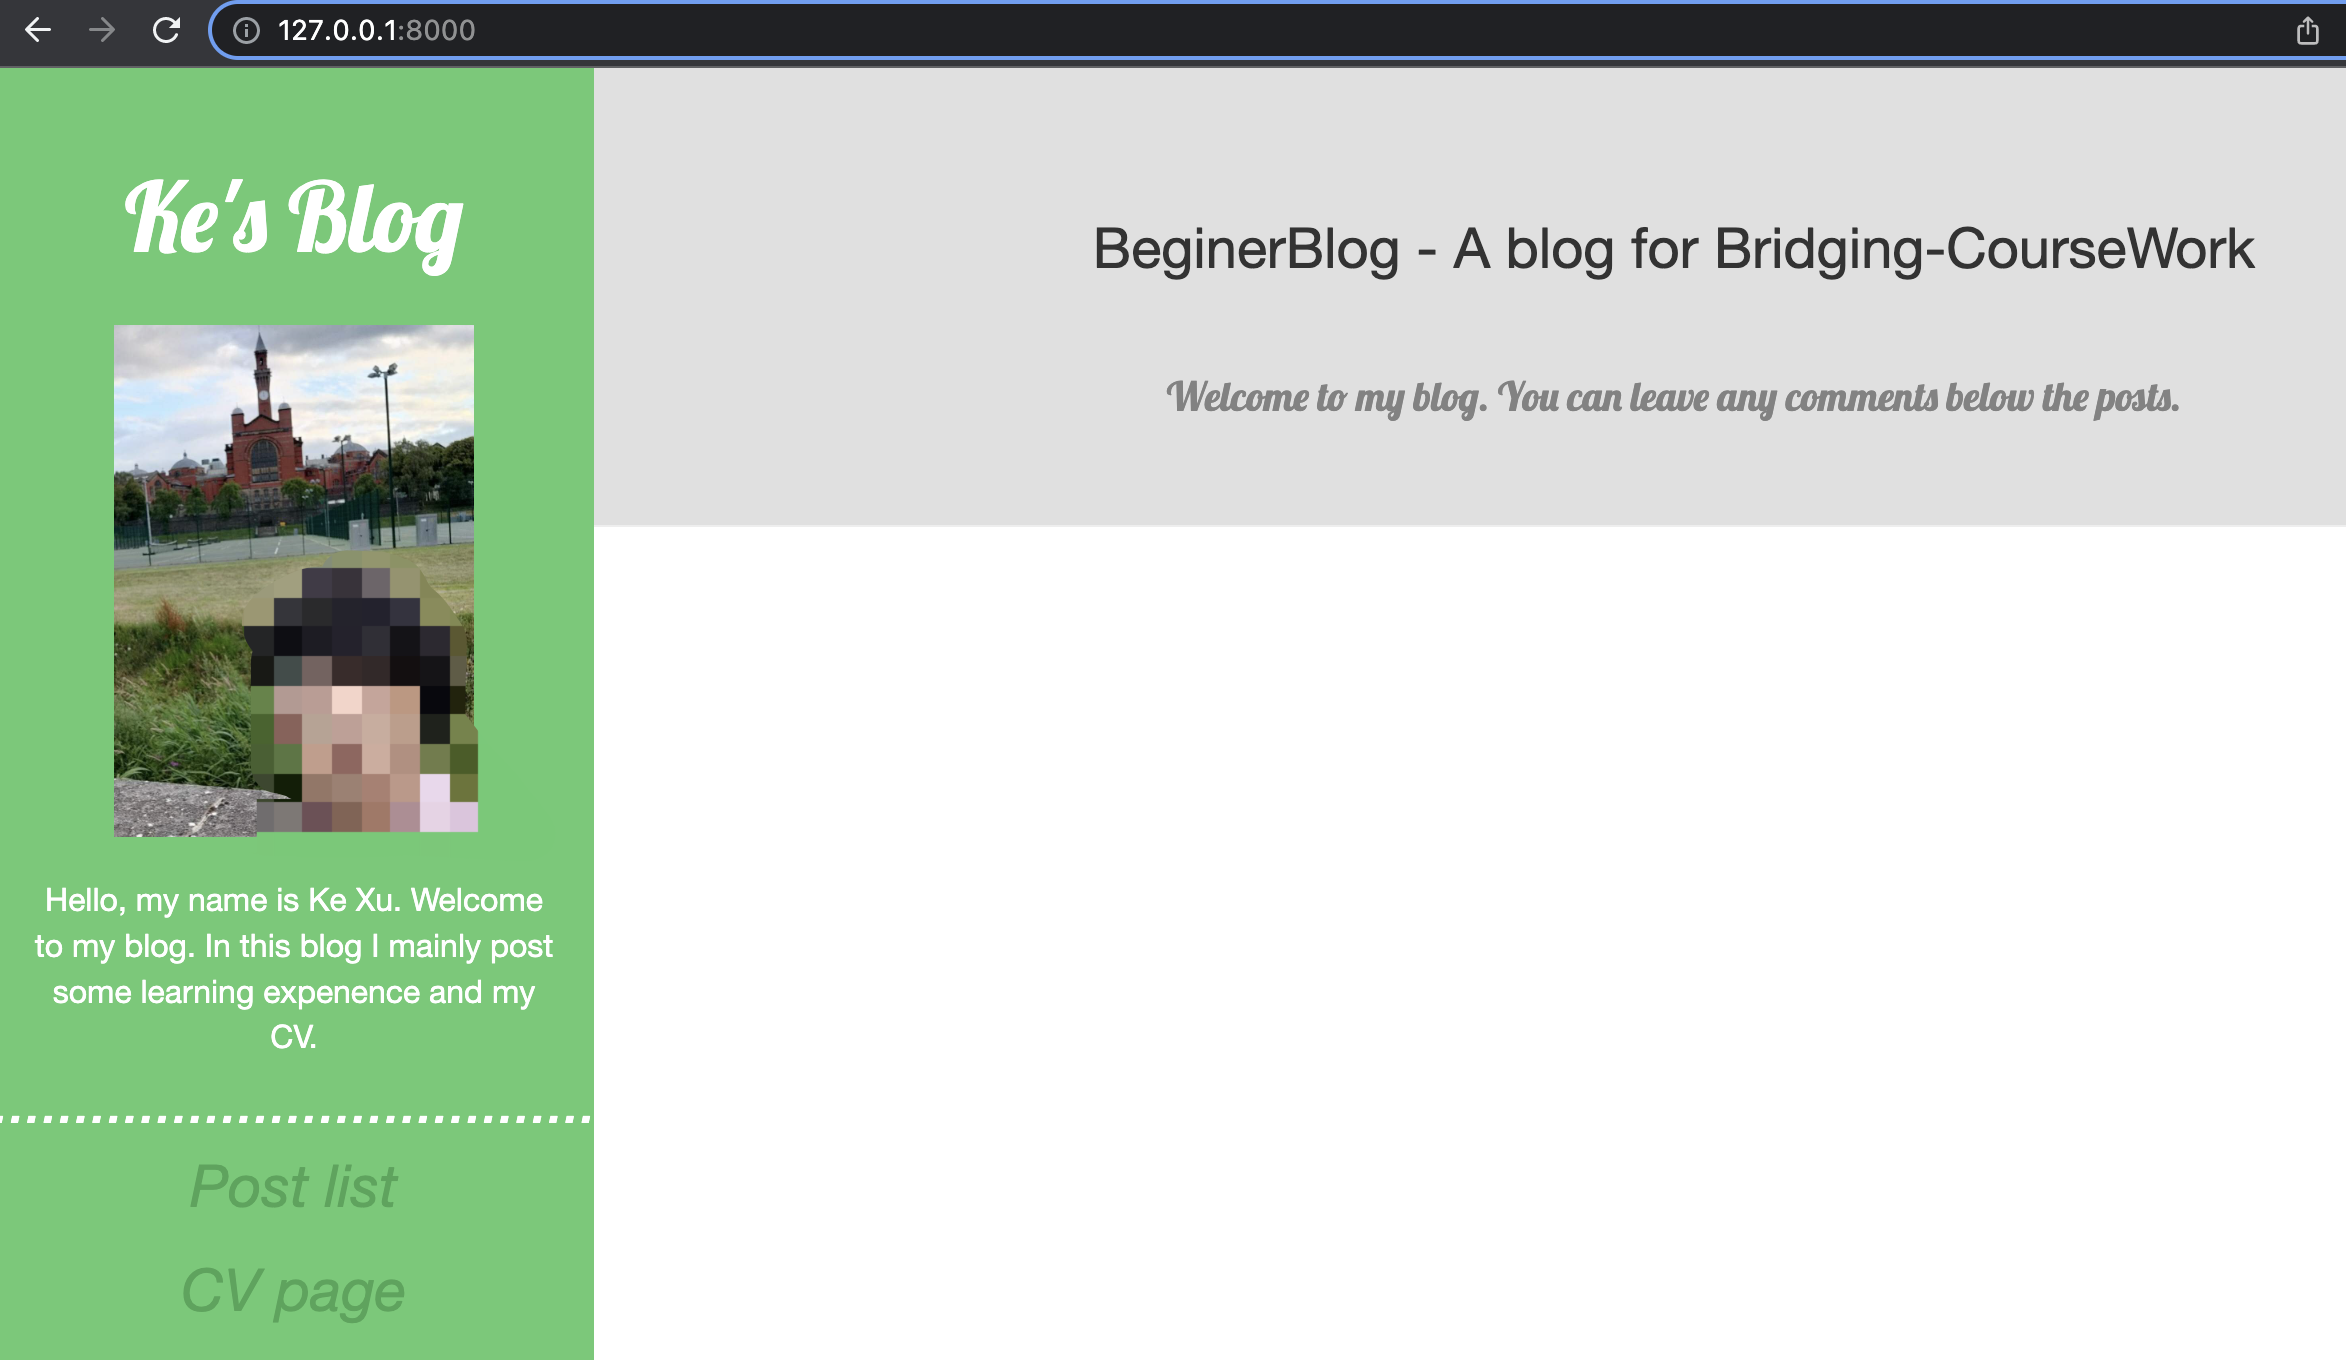 127.0.0.1:8000
Ke's Blog
Hello, my name is Ke Xu. Welcome
to my blog. In this blog I mainly post
some learning expenence and my
CV.
Post list
CV page
BeginerBlog - A blog for Bridging-CourseWork
Welcome to my blog. You can leave any comments below the posts.